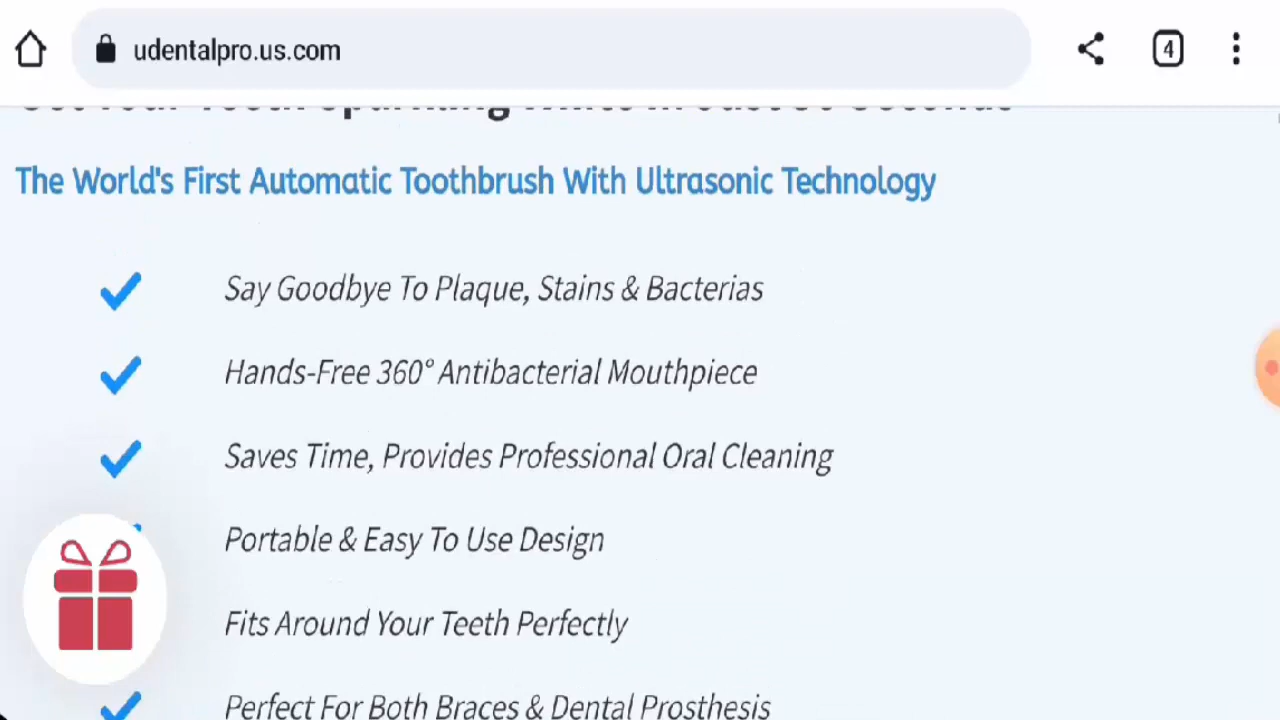 udentalpro.us.com
4
The World's First Automatic Toothbrush With Ultrasonic Technology
Say Goodbye To Plaque, Stains & Bacterias
Hands-Free 360° Antibacterial Mouthpiece
Saves Time, Provides Professional Oral Cleaning
Portable & Easy To Use Design
Fits Around Your Teeth Perfectly
Perfect For Both Braces & Dental Prosthesis